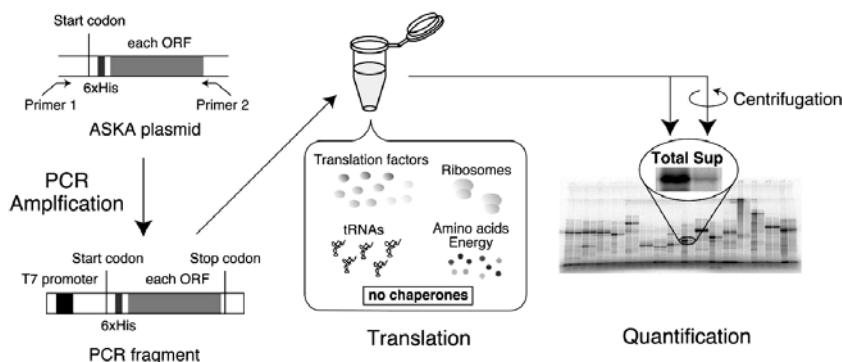 Start codon
each ORF
6xHis
Primer 1
Primer 2
ASKA plasmid
PCR
Amplfication
Start codon
Stop codon
T7 promoter
each ORF
6xHis
PCR fragment
Translation factors
Ribosomes
tRNAs
Amino acids
Energy
no chaperones
Translation
Centrifugation
Total Sup
Quantification